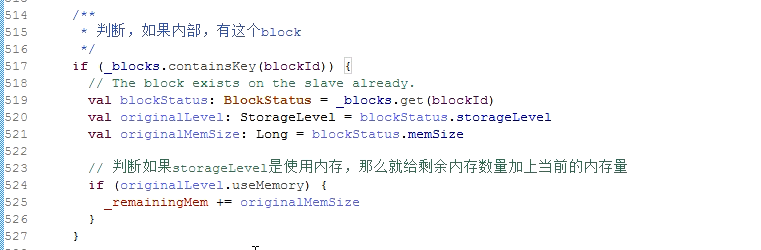 514 /**
515 * 判断，如果内部，有这个block
516 */
517 if (_blocks.containsKey(blockId)) {
518 // The block exists on the slave already.
519 val blockStatus: BlockStatus = _blocks.get(blockId)
520 val originalLevel: StorageLevel = blockStatus.storageLevel
521 val originalMemSize: Long = blockStatus.memSize
522
523 // 判断如果storageLevel是使用内存，那么就给剩余内存数量加上当前的内存量
524 if (originalLevel.useMemory) {
525 _remainingMem += originalMemSize
526 }
527 }